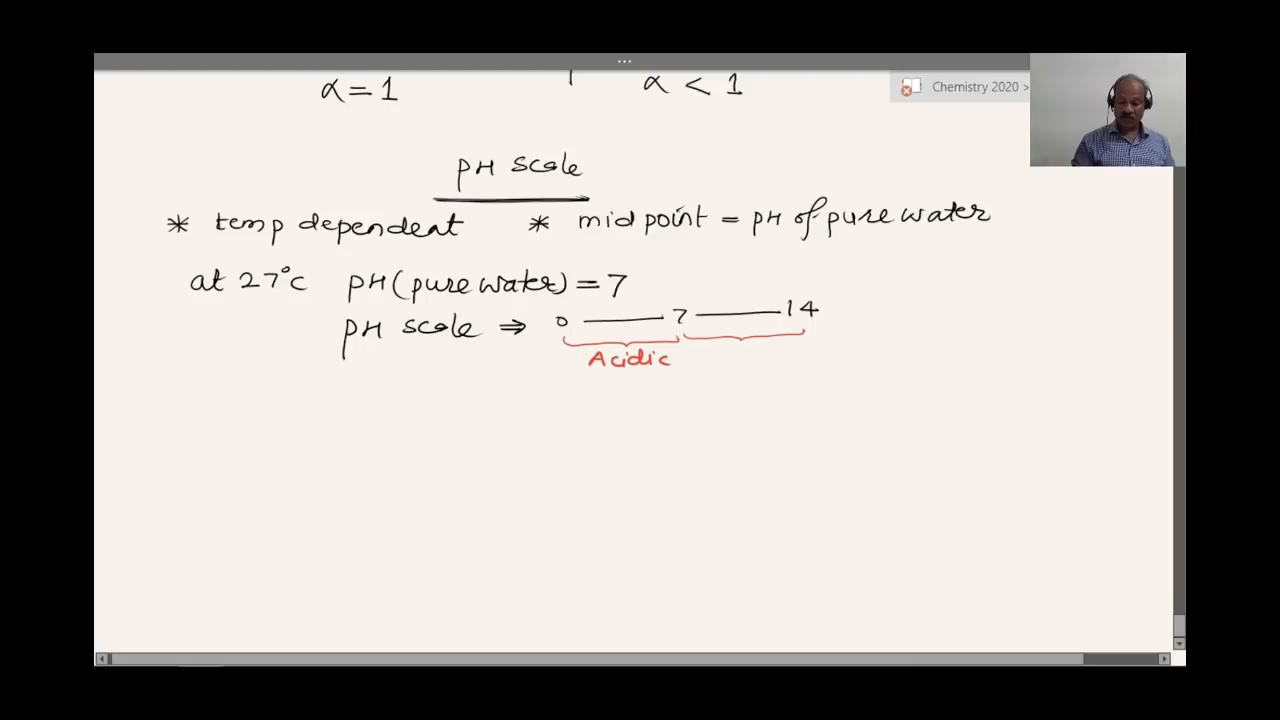 α = 1
α < 1
Chemistry 2020 >
pH scale
* temp dependent * mid point = pH of pure water
at 27°c pH (pure water) = 7
pH scale ⇒ 0 —— 7 —— 14
Acidic